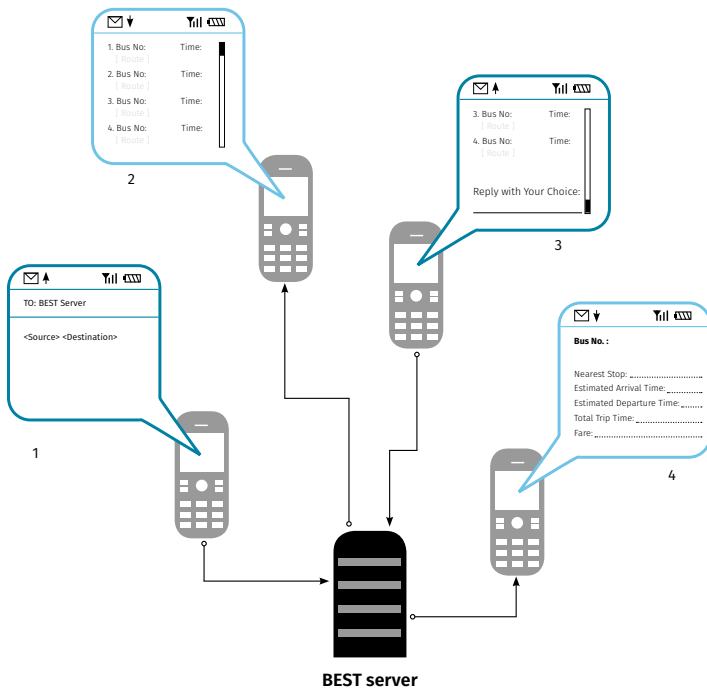 1. Bus No: Time:
[ Route ]
2. Bus No: Time:
[ Route ]
3. Bus No: Time:
[ Route ]
4. Bus No: Time:
[ Route ]
2
3. Bus No: Time:
[ Route ]
4. Bus No: Time:
[ Route ]
Reply with Your Choice:
3
TO: BEST Server
<Source> <Destination>
1
Bus No. :
Nearest Stop:
Estimated Arrival Time:
Estimated Departure Time:
Total Trip Time:
Fare:
4
BEST server